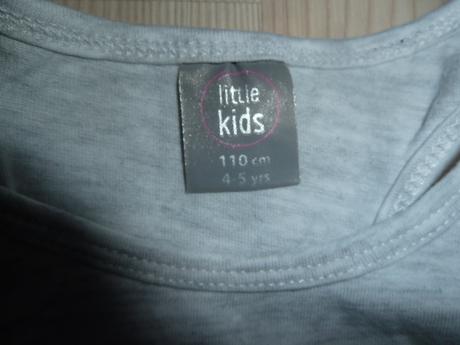 little
kids
110 cm
4-5 yrs